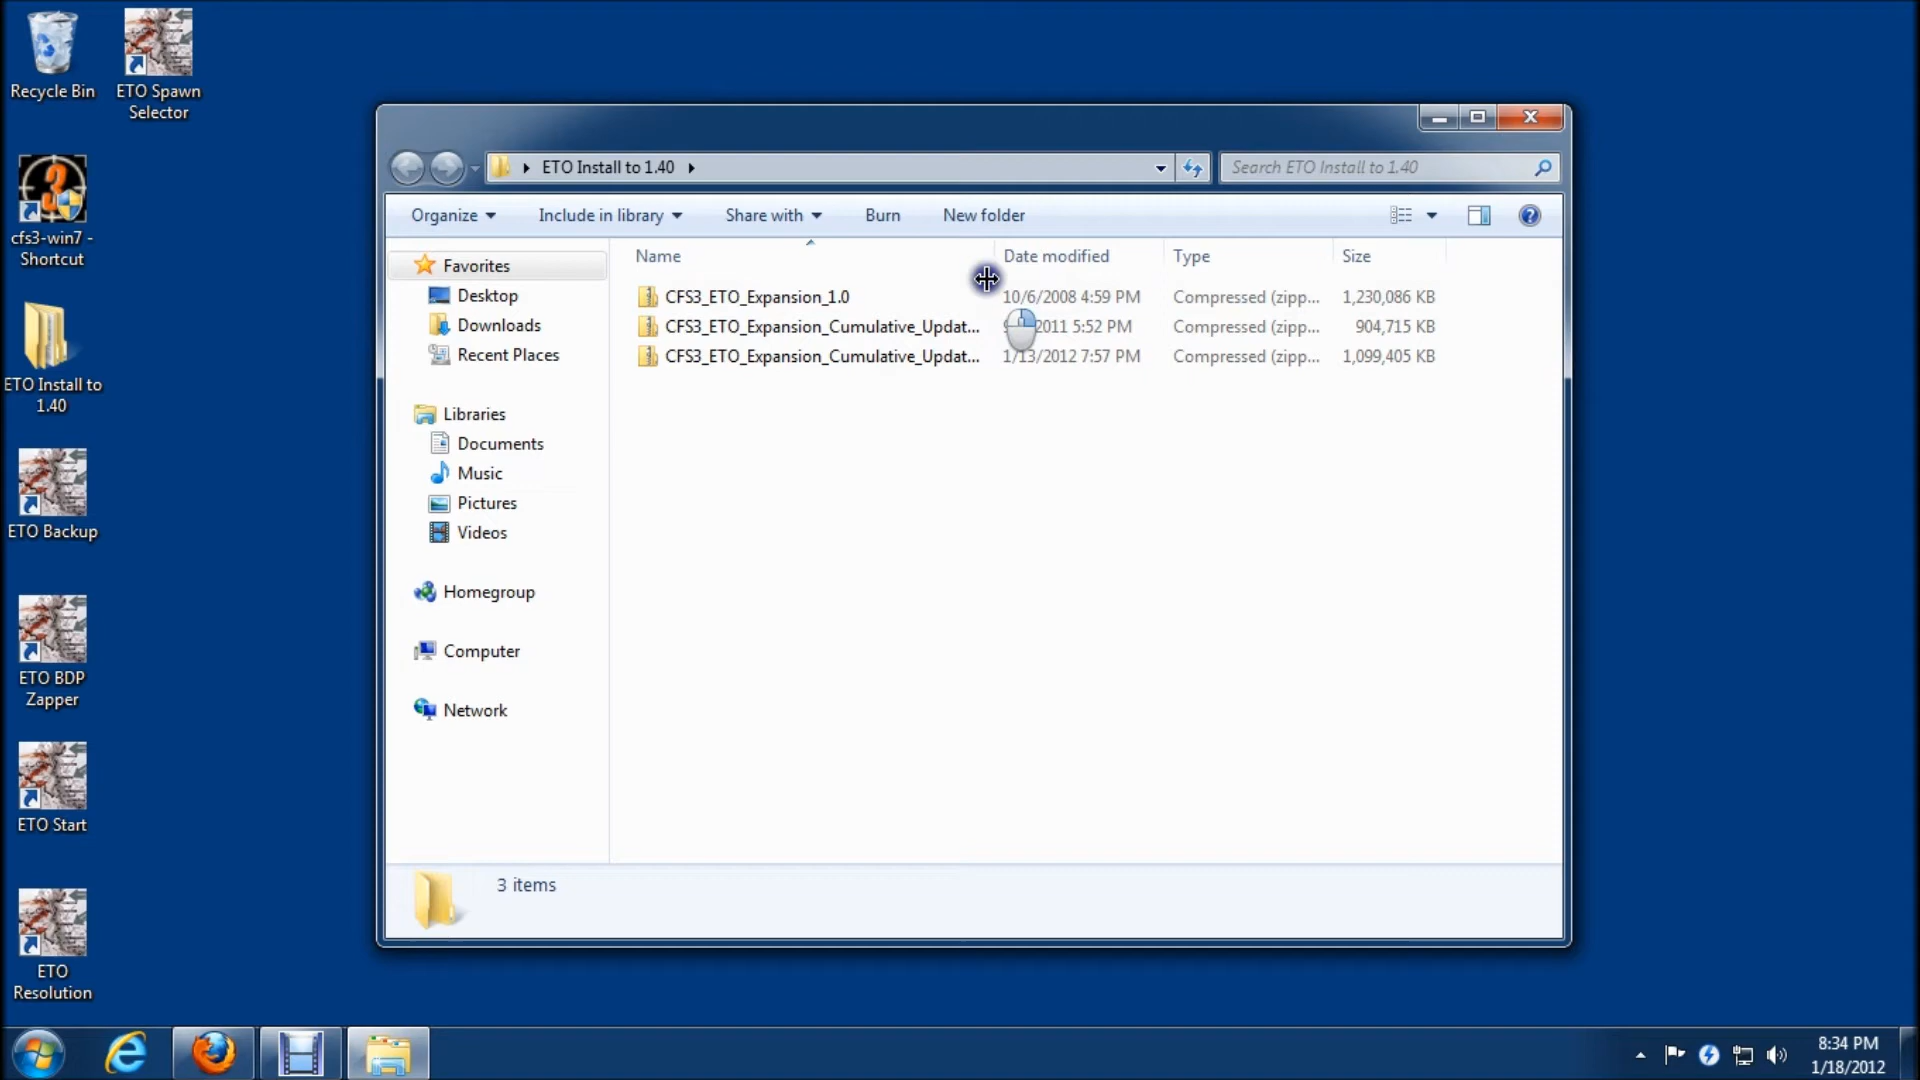 Recycle Bin
ETO Spawn
Selector
cfs3-win7 -
Shortcut
ETO Install to
1.40
ETO Backup
ETO BDP
Zapper
ETO Start
ETO
Resolution
ETO Install to 1.40
Search ETO Install to 1.40
Organize
Include in library
Share with
Burn
New folder
Favorites
Desktop
Downloads
Recent Places
Libraries
Documents
Music
Pictures
Videos
Homegroup
Computer
Network
Name Date modified Type Size
CFS3_ETO_Expansion_1.0 10/6/2008 4:59 PM Compressed (zipp... 1,230,086 KB
CFS3_ETO_Expansion_Cumulative_Updat... 2011 5:52 PM Compressed (zipp... 904,715 KB
CFS3_ETO_Expansion_Cumulative_Updat... 1/13/2012 7:57 PM Compressed (zipp... 1,099,405 KB
3 items
8:34 PM
1/18/2012